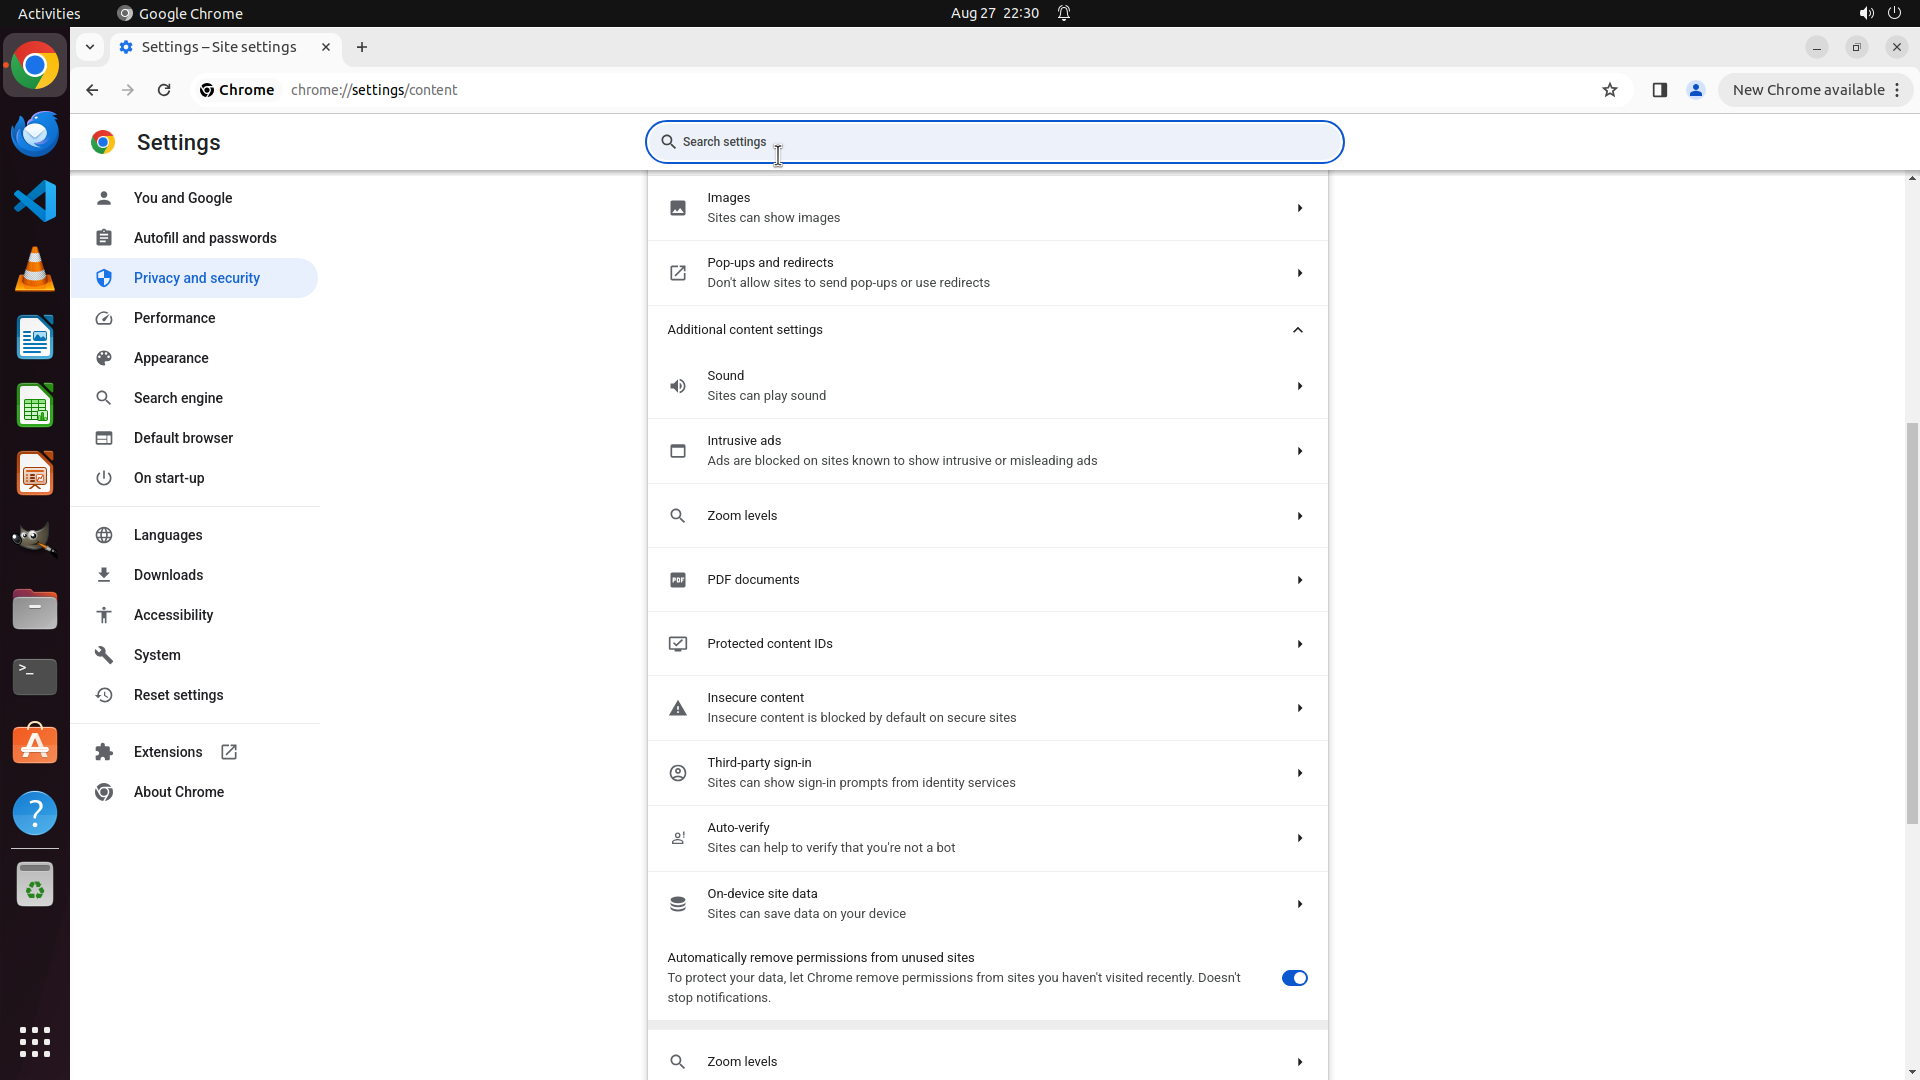 Activities
Google Chrome
Aug 27 22:30
Settings – Site settings
Chrome
chrome://settings/content
New Chrome available
Settings
Search settings
You and Google
Autofill and passwords
Privacy and security
Performance
Appearance
Search engine
Default browser
On start-up
Languages
Downloads
Accessibility
System
Reset settings
Extensions
About Chrome
Images
Sites can show images
Pop-ups and redirects
Don't allow sites to send pop-ups or use redirects
Additional content settings
Sound
Sites can play sound
Intrusive ads
Ads are blocked on sites known to show intrusive or misleading ads
Zoom levels
PDF
PDF documents
Protected content IDs
Insecure content
Insecure content is blocked by default on secure sites
Third-party sign-in
Sites can show sign-in prompts from identity services
Auto-verify
Sites can help to verify that you're not a bot
On-device site data
Sites can save data on your device
Automatically remove permissions from unused sites
To protect your data, let Chrome remove permissions from sites you haven't visited recently. Doesn't
stop notifications.
Zoom levels